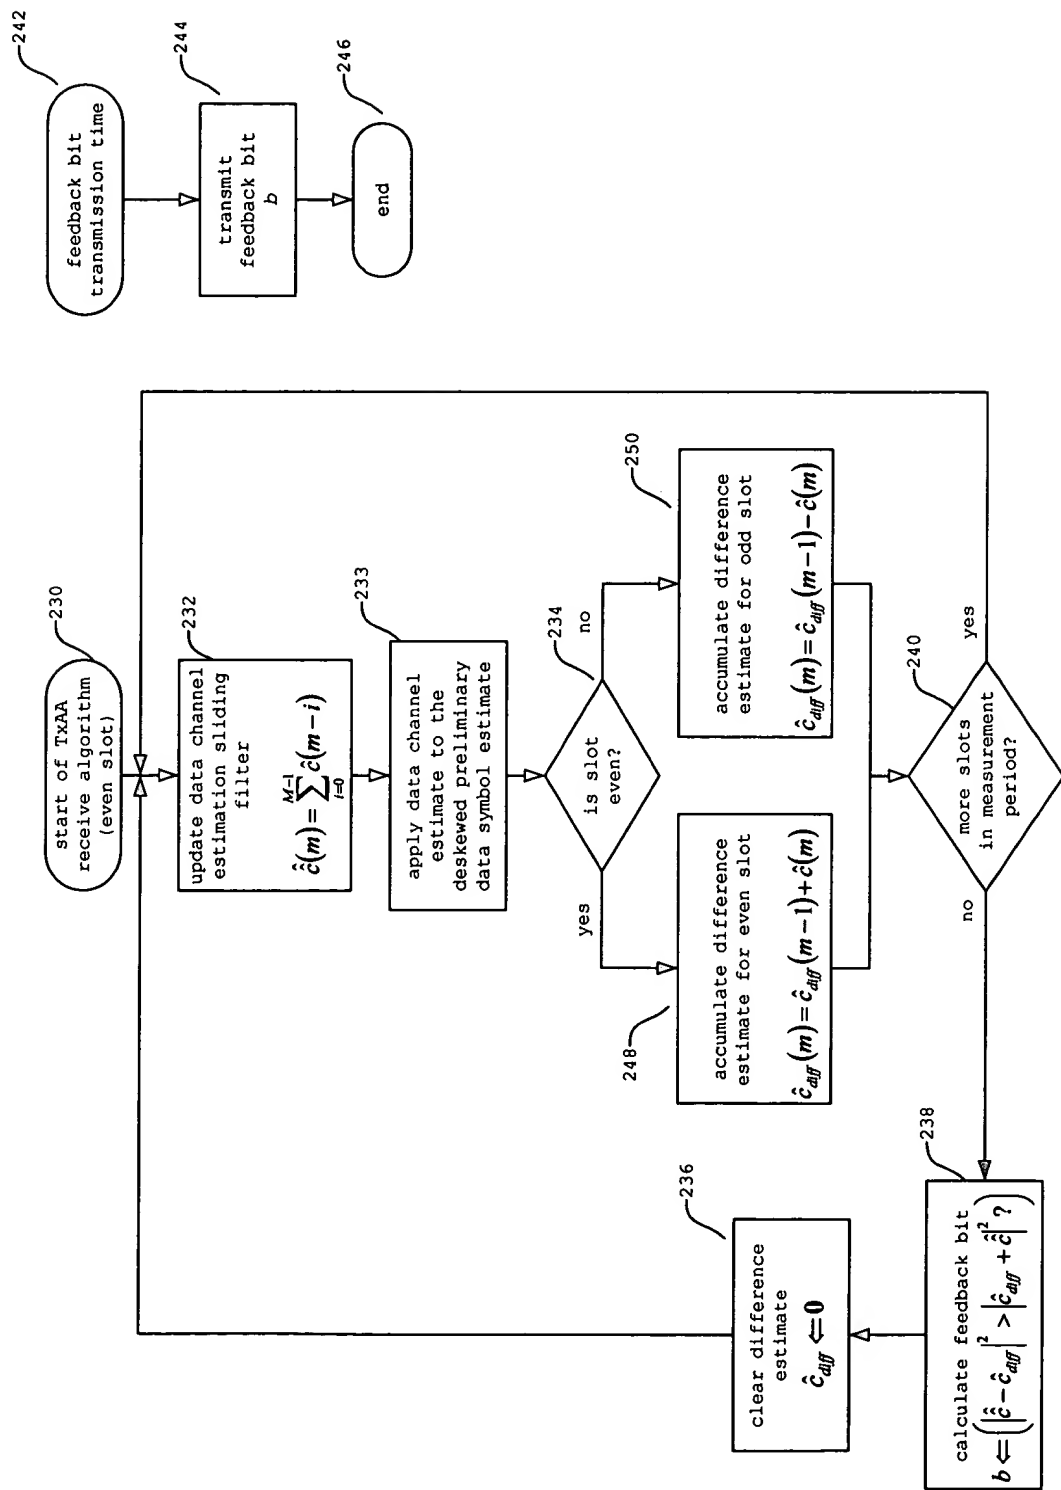 start of TxAA
receive algorithm
(even slot)
230
update data channel
estimation sliding
filter
ĉ(m) = ∑_{i=0}^{M−1} ĉ(m − i)
232
apply data channel
estimate to the
deskewed preliminary
data symbol estimate
233
is slot
even?
234
yes
no
accumulate difference
estimate for even slot
ĉ_diff(m) = ĉ_diff(m − 1) + ĉ(m)
248
accumulate difference
estimate for odd slot
ĉ_diff(m) = ĉ_diff(m − 1) − ĉ(m)
250
more slots
in measurement
period?
240
no
yes
calculate feedback bit
b ⇐ (|ĉ − ĉ_diff|² > |ĉ_diff + ĉ|² ?)
238
clear difference
estimate
ĉ_diff ⇐ 0
236
feedback bit
transmission time
242
transmit
feedback bit
b
244
end
246